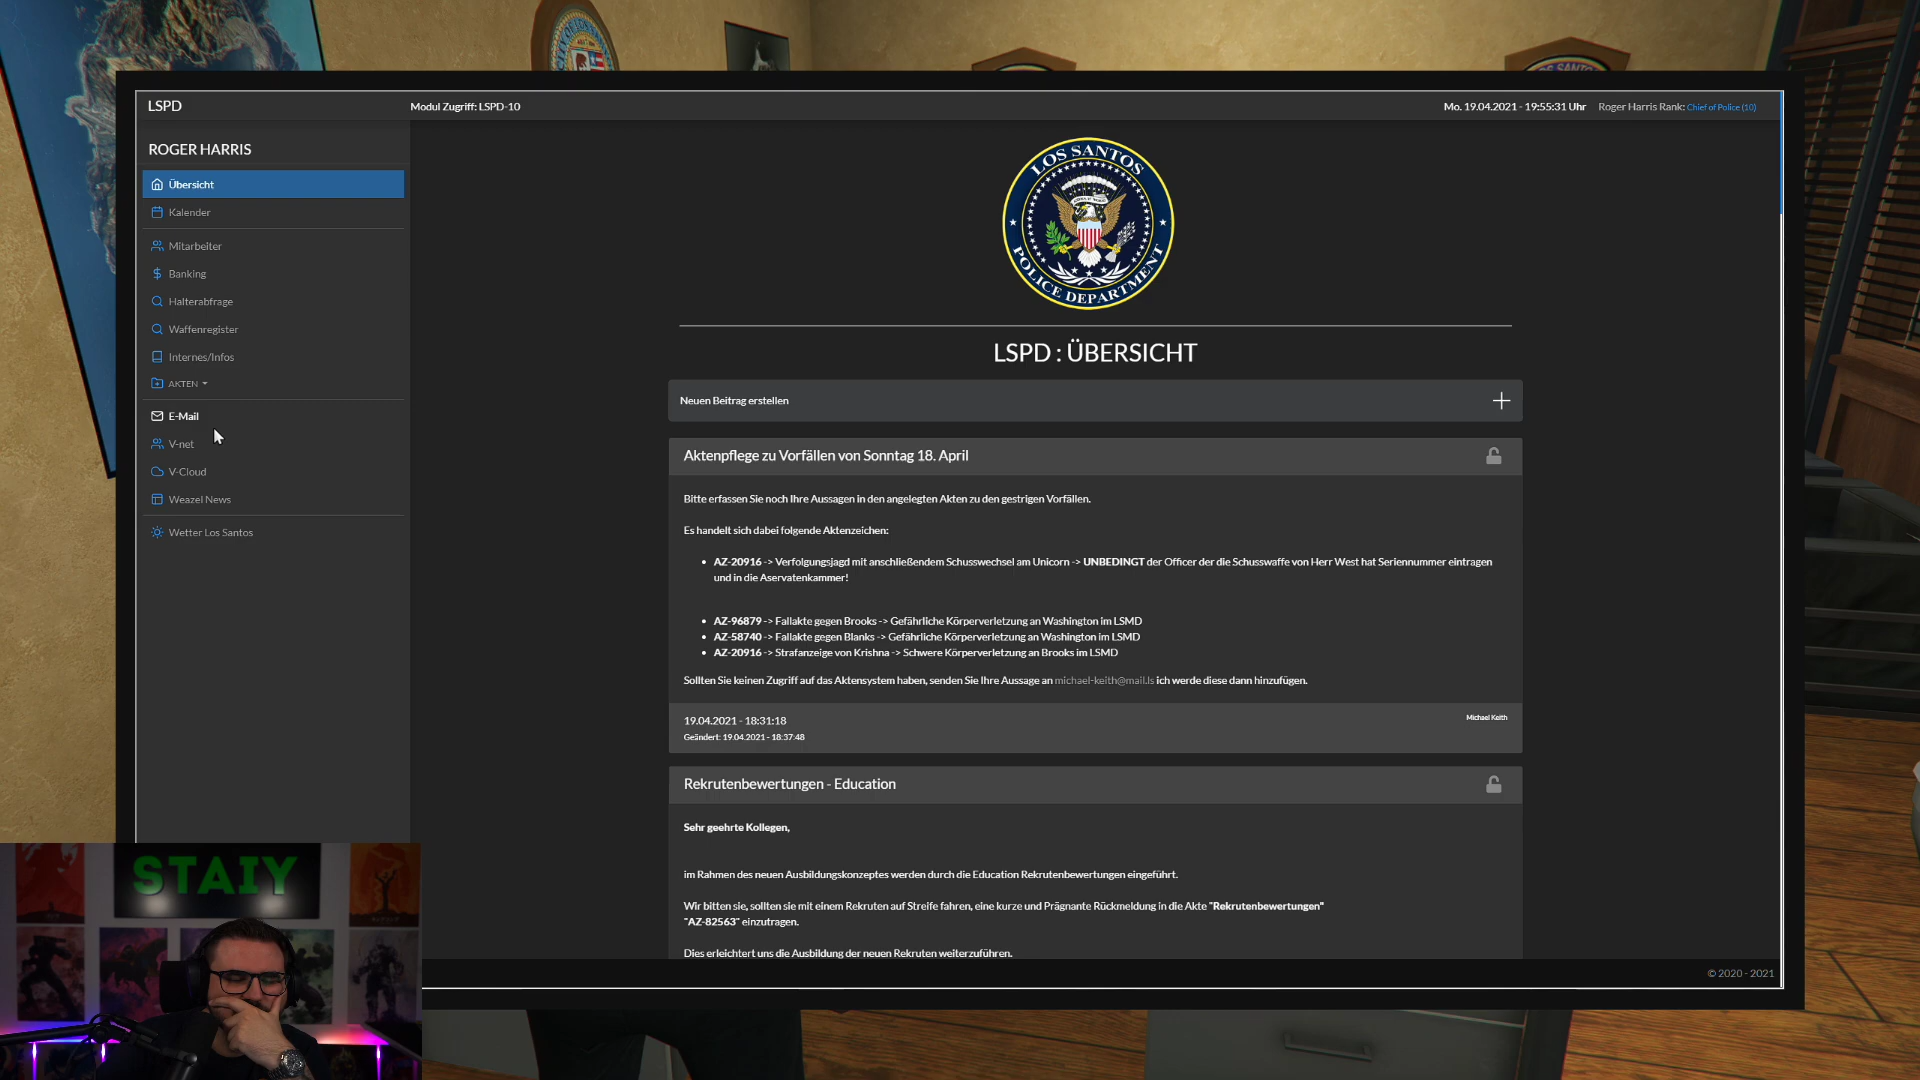 LSPD
Modul Zugriff: LSPD-10
Mo. 19.04.2021 - 19:55:31 Uhr
Roger Harris Rank: Chief of Police (10)
ROGER HARRIS
Übersicht
Kalender
Mitarbeiter
Banking
Halterabfrage
Waffenregister
Internes/Infos
AKTEN
E-Mail
V-net
V-Cloud
Weazel News
Wetter Los Santos
LOS SANTOS
POLICE DEPARTMENT
LSPD : ÜBERSICHT
Neuen Beitrag erstellen
Aktenpflege zu Vorfällen von Sonntag 18. April
Bitte erfassen Sie noch Ihre Aussagen in den angelegten Akten zu den gestrigen Vorfällen.
Es handelt sich dabei folgende Aktenzeichen:
AZ-20916 -> Verfolgungsjagd mit anschließendem Schusswechsel am Unicorn -> UNBEDINGT der Officer der die Schusswaffe von Herr West hat Seriennummer eintragen
und in die Aservatenkammer!
AZ-96879 -> Fallakte gegen Brooks -> Gefährliche Körperverletzung an Washington im LSMD
AZ-58740 -> Fallakte gegen Blanks -> Gefährliche Körperverletzung an Washington im LSMD
AZ-20916 -> Strafanzeige von Krishna -> Schwere Körperverletzung an Brooks im LSMD
Sollten Sie keinen Zugriff auf das Aktensystem haben, senden Sie Ihre Aussage an michael-keith@mail.ls ich werde diese dann hinzufügen.
19.04.2021 - 18:31:18
Michael Keith
Geändert: 19.04.2021 - 18:37:48
Rekrutenbewertungen - Education
Sehr geehrte Kollegen,
im Rahmen des neuen Ausbildungskonzeptes werden durch die Education Rekrutenbewertungen eingeführt.
Wir bitten sie, sollten sie mit einem Rekruten auf Streife fahren, eine kurze und Prägnante Rückmeldung in die Akte "Rekrutenbewertungen"
"AZ-82563" einzutragen.
Dies erleichtert uns die Ausbildung der neuen Rekruten weiterzuführen.
© 2020 - 2021
STAIY